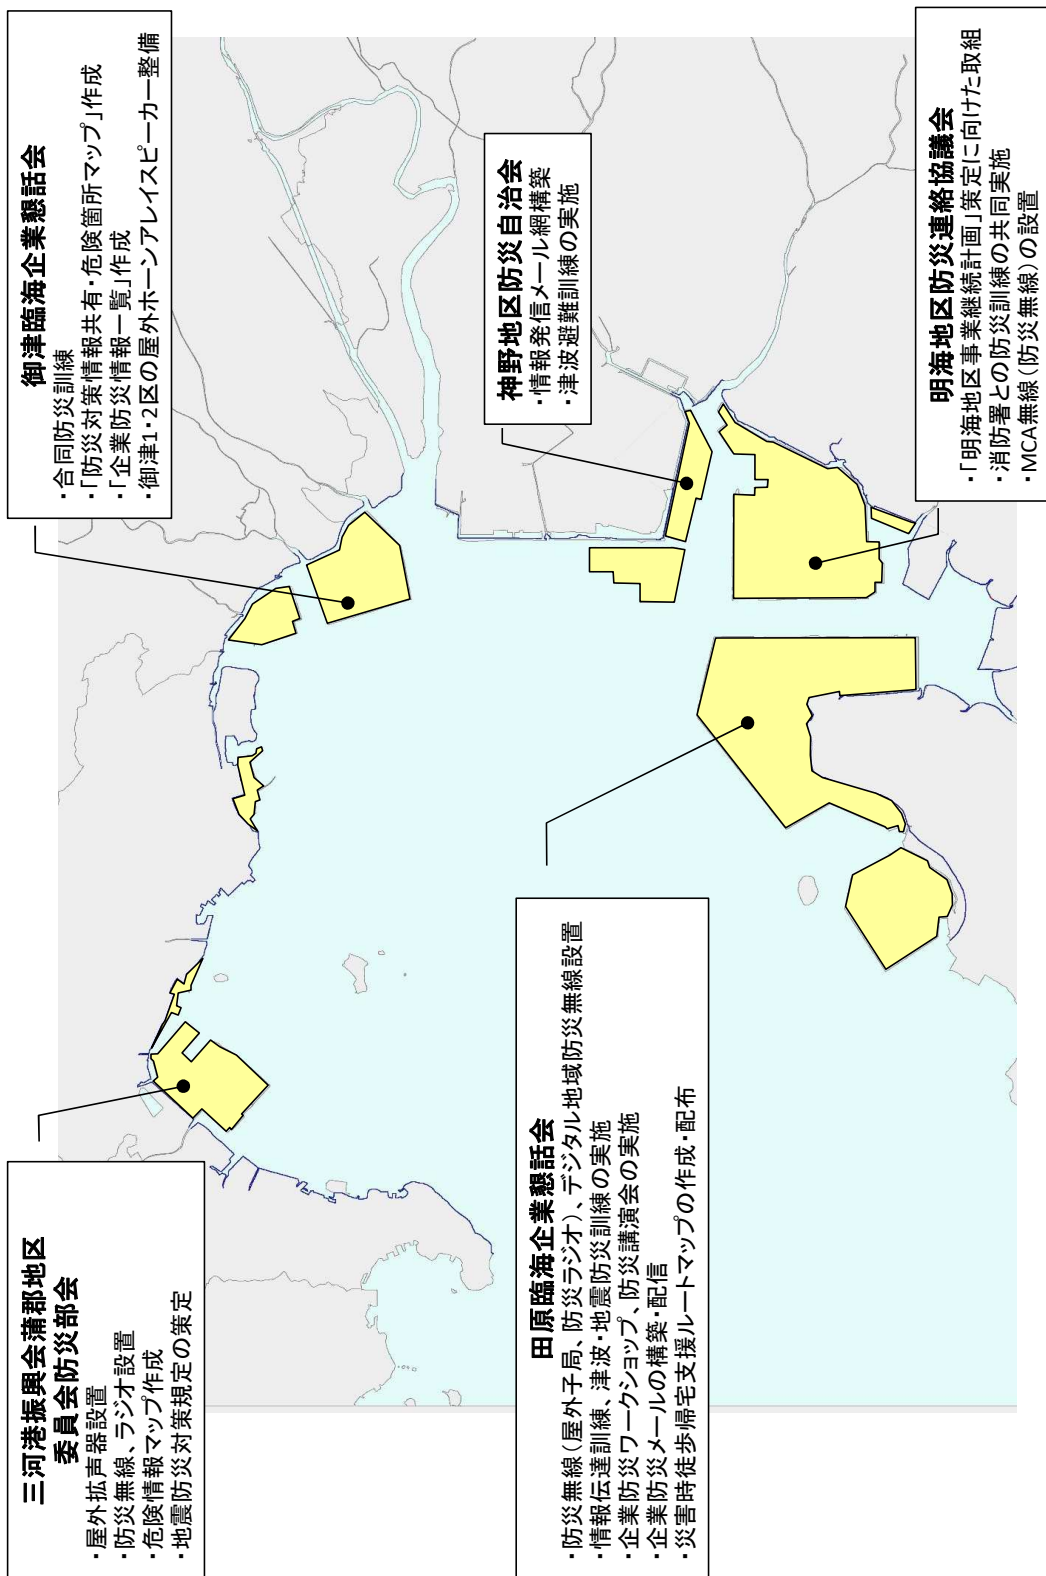 三河港振興会蒲郡地区
委員会防災部会
・屋外拡声器設置
・防災無線、ラジオ設置
・危険情報マップ作成
・地震防災対策規定の策定
御津臨海企業懇話会
・合同防災訓練
・「防災対策情報共有・危険箇所マップ」作成
・「企業防災情報一覧」作成
・御津1・2区の屋外ホーンアレイスピーカー整備
神野地区防災自治会
・情報発信メール網構築
・津波避難訓練の実施
田原臨海企業懇話会
・防災無線(屋外子局、防災ラジオ)、デジタル地域防災無線設置
・情報伝達訓練、津波・地震防災訓練の実施
・企業防災ワークショップ、防災講演会の実施
・企業防災メールの構築・配信
・災害時徒歩帰宅支援ルートマップの作成・配布
明海地区防災連絡協議会
・「明海地区事業継続計画」策定に向けた取組
・消防署との防災訓練の共同実施
・MCA無線(防災無線)の設置